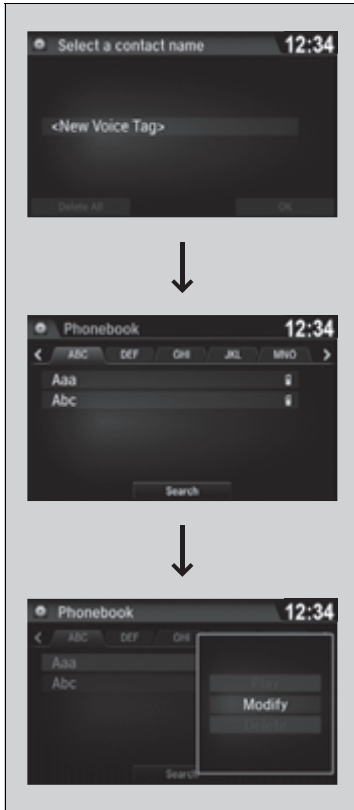 Select a contact name 12:34
<New Voice Tag>
Delete All OK
Phonebook 12:34
< ABC DEF GHI JKL MNO >
Aaa
Abc
Search
Phonebook 12:34
< ABC DEF GHI
Aaa
Abc
Play
Modify
Delete
Search